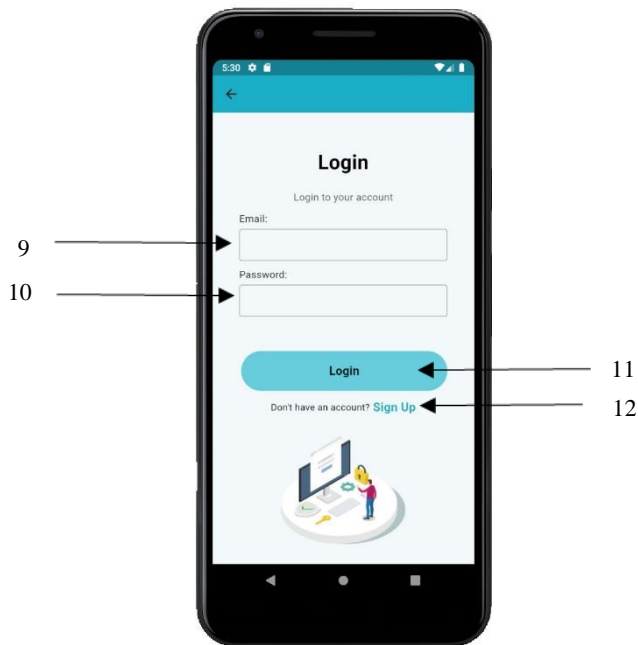 5:30
Login
Login to your account
Email:
9
Password:
10
Login
11
Don't have an account? Sign Up
12